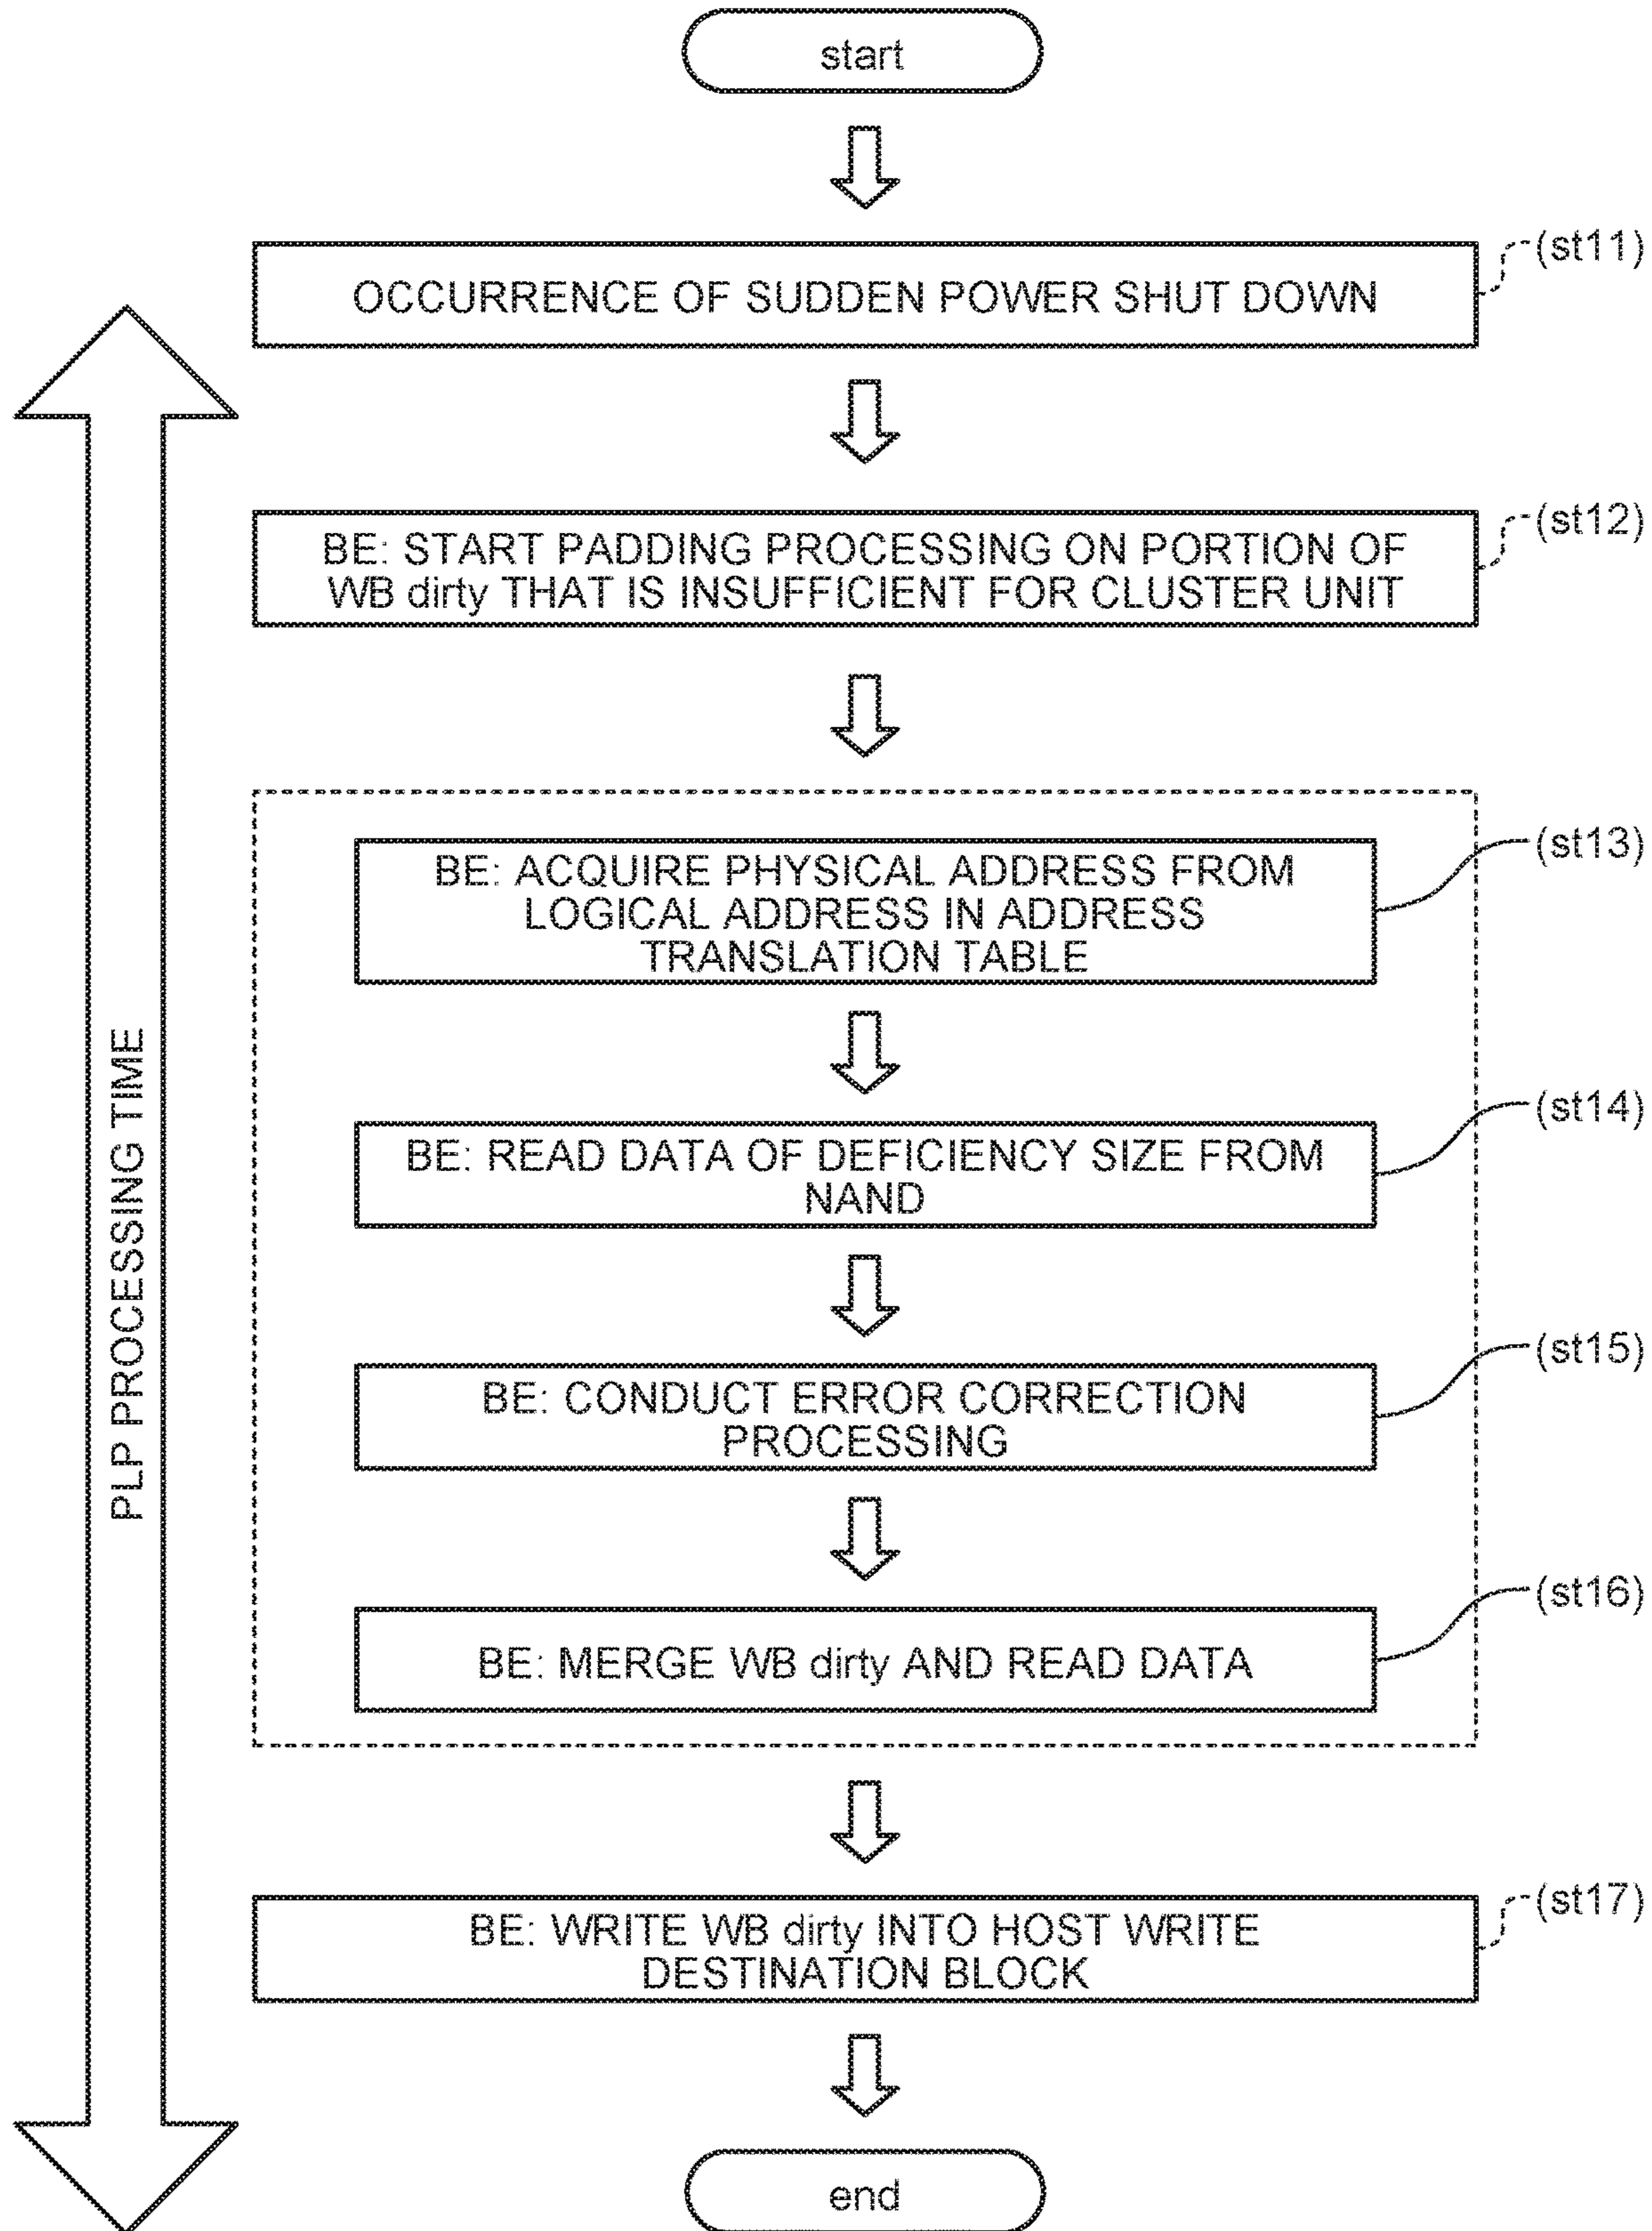 start
(st11)
OCCURRENCE OF SUDDEN POWER SHUT DOWN
(st12)
BE: START PADDING PROCESSING ON PORTION OF
WB dirty THAT IS INSUFFICIENT FOR CLUSTER UNIT
(st13)
BE: ACQUIRE PHYSICAL ADDRESS FROM
LOGICAL ADDRESS IN ADDRESS
TRANSLATION TABLE
(st14)
BE: READ DATA OF DEFICIENCY SIZE FROM
NAND
(st15)
BE: CONDUCT ERROR CORRECTION
PROCESSING
(st16)
BE: MERGE WB dirty AND READ DATA
(st17)
BE: WRITE WB dirty INTO HOST WRITE
DESTINATION BLOCK
end
PLP PROCESSING TIME